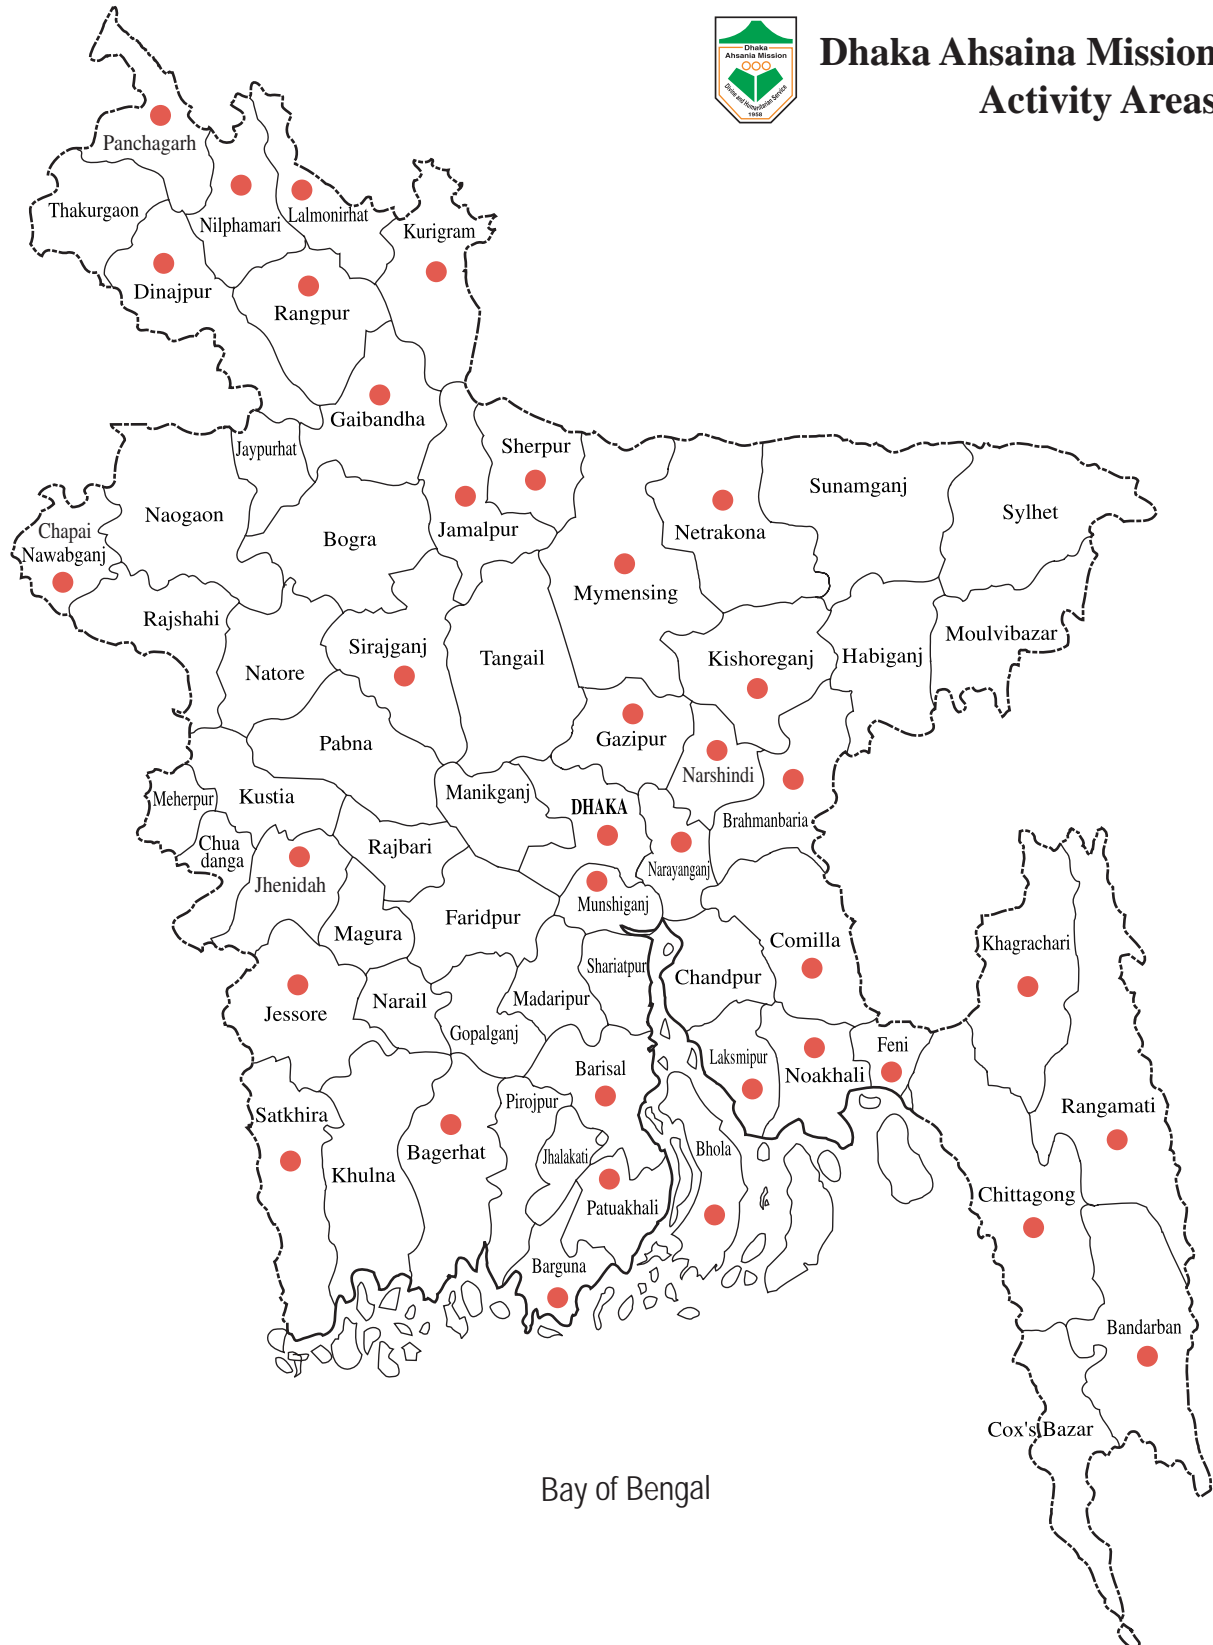 Dhaka
Ahsania Mission
Divine and Humanitarian Service
1958
Dhaka Ahsaina Mission
Activity Areas
Panchagarh
Thakurgaon
Nilphamari
Lalmonirhat
Kurigram
Dinajpur
Rangpur
Gaibandha
Jaypurhat
Sherpur
Sunamganj
Sylhet
Naogaon
Chapai
Nawabganj
Bogra
Jamalpur
Netrakona
Mymensing
Rajshahi
Sirajganj
Tangail
Kishoreganj
Habiganj
Moulvibazar
Natore
Pabna
Gazipur
Narshindi
Meherpur
Kustia
Manikganj
DHAKA
Brahmanbaria
Chua
danga
Rajbari
Narayanganj
Jhenidah
Munshiganj
Magura
Faridpur
Comilla
Khagrachari
Shariatpur
Chandpur
Jessore
Narail
Madaripur
Gopalganj
Laksmipur
Noakhali
Feni
Barisal
Pirojpur
Satkhira
Rangamati
Khulna
Bagerhat
Jhalakati
Bhola
Patuakhali
Chittagong
Barguna
Bandarban
Cox's Bazar
Bay of Bengal